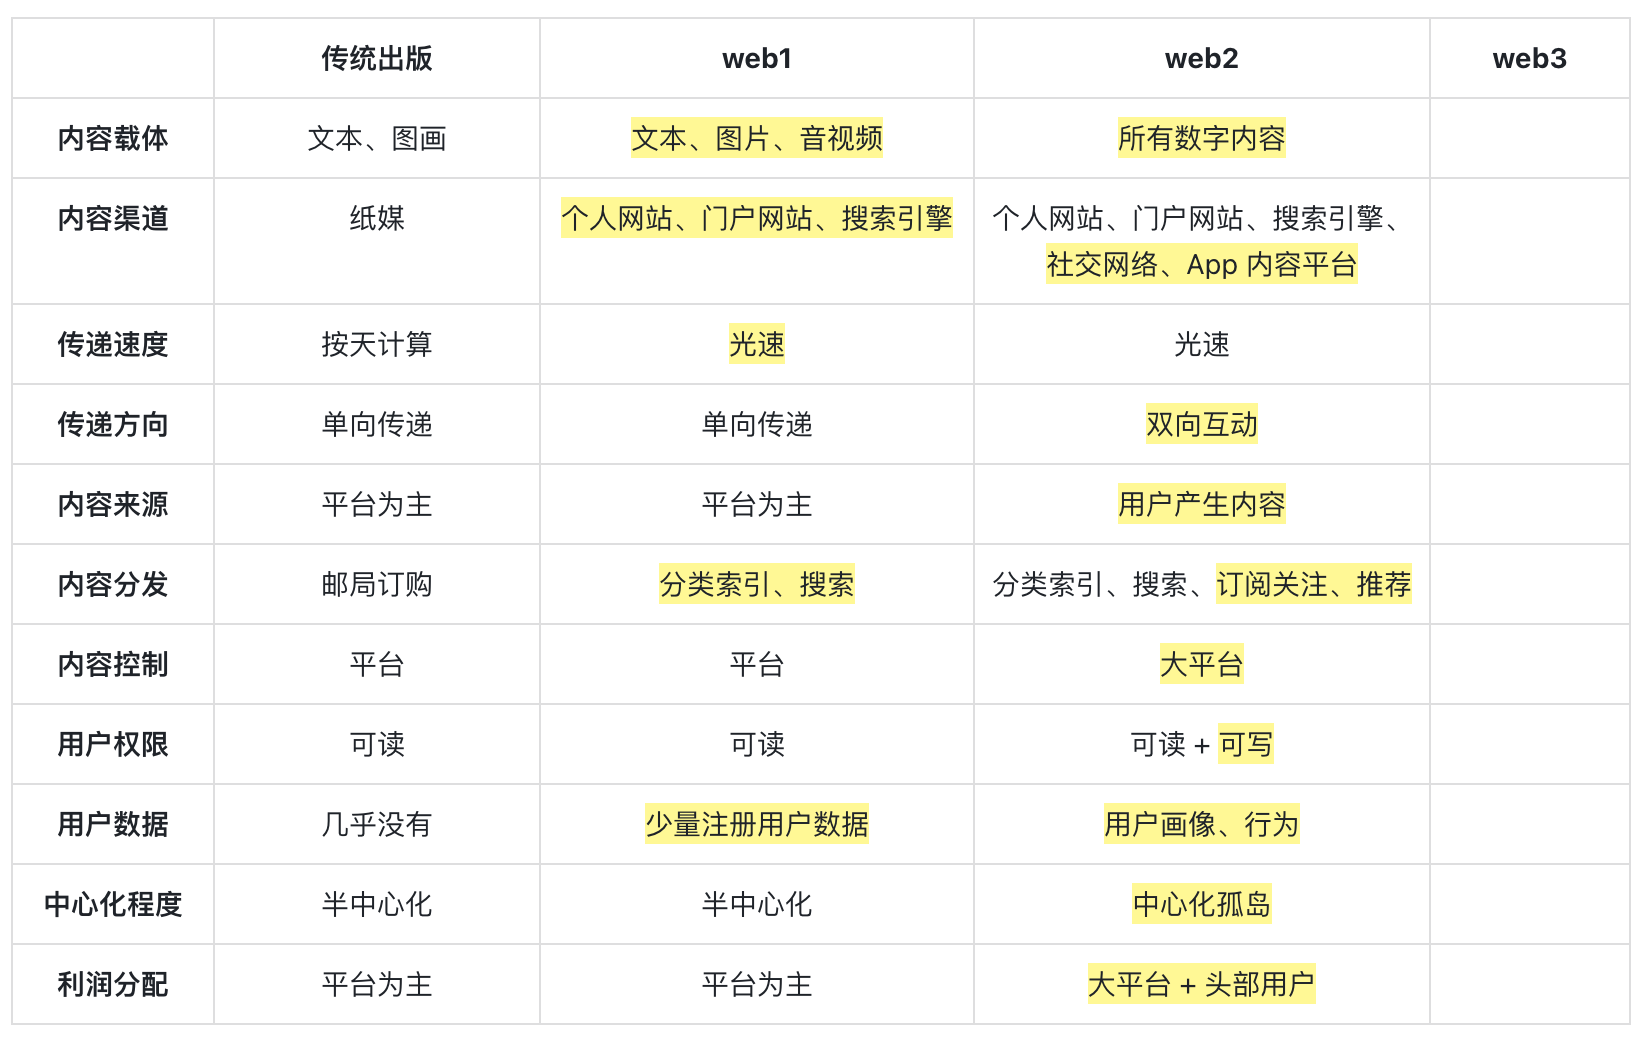 传统出版 web1 web2 web3
内容载体 文本、图画 文本、图片、音视频 所有数字内容
内容渠道 纸媒 个人网站、门户网站、搜索引擎 个人网站、门户网站、搜索引擎、
社交网络、App 内容平台
传递速度 按天计算 光速 光速
传递方向 单向传递 单向传递 双向互动
内容来源 平台为主 平台为主 用户产生内容
内容分发 邮局订购 分类索引、搜索 分类索引、搜索、订阅关注、推荐
内容控制 平台 平台 大平台
用户权限 可读 可读 可读 + 可写
用户数据 几乎没有 少量注册用户数据 用户画像、行为
中心化程度 半中心化 半中心化 中心化孤岛
利润分配 平台为主 平台为主 大平台 + 头部用户